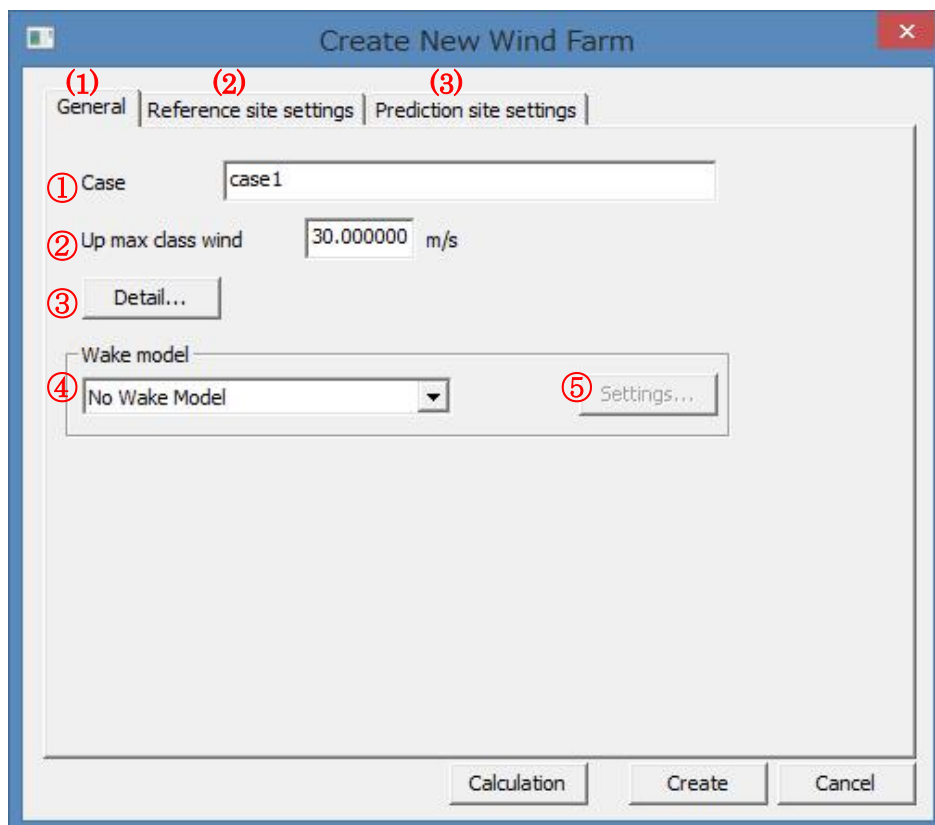 Create New Wind Farm
(1) (2) (3)
General Reference site settings Prediction site settings
① Case case1
② Up max class wind 30.000000 m/s
③ Detail...
Wake model
④ No Wake Model ⑤ Settings...
Calculation Create Cancel